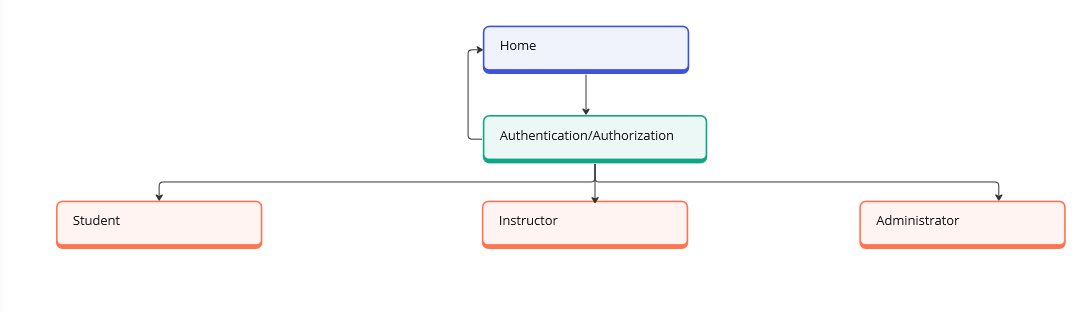 Home
Authentication/Authorization
Student
Instructor
Administrator